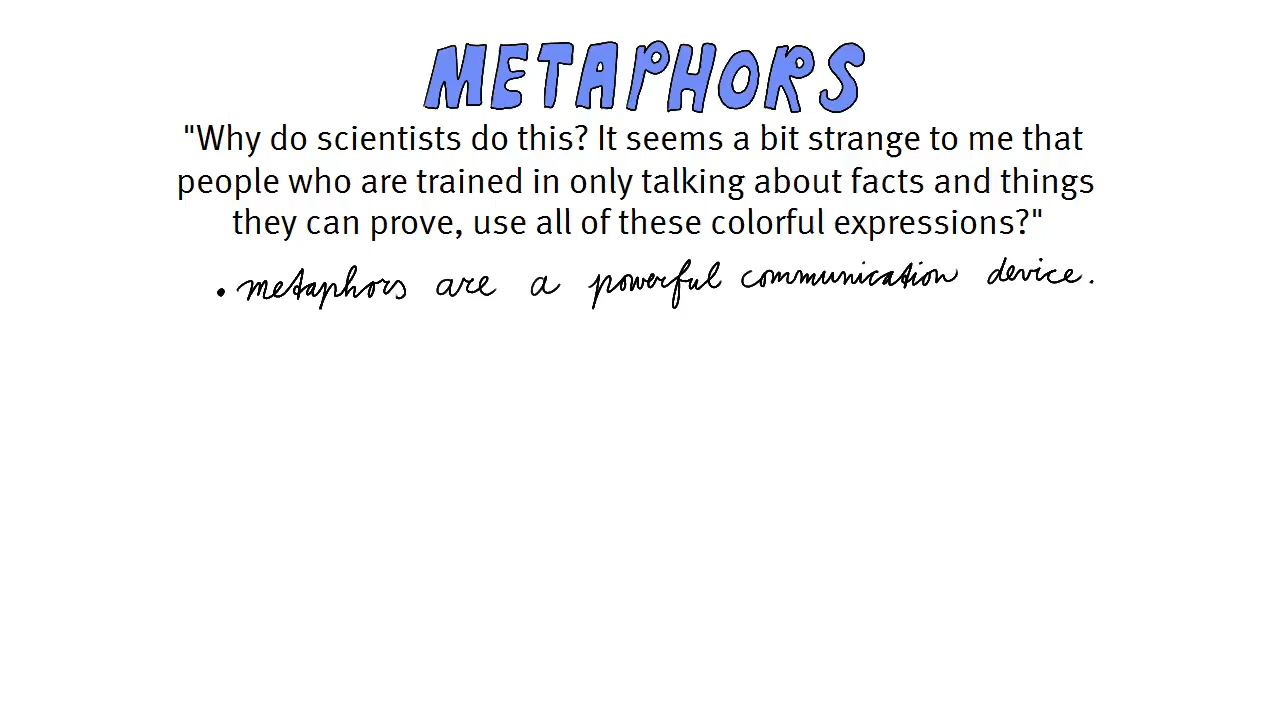 METAPHORS
"Why do scientists do this? It seems a bit strange to me that
people who are trained in only talking about facts and things
they can prove, use all of these colorful expressions?"
• metaphors are a powerful communication device.